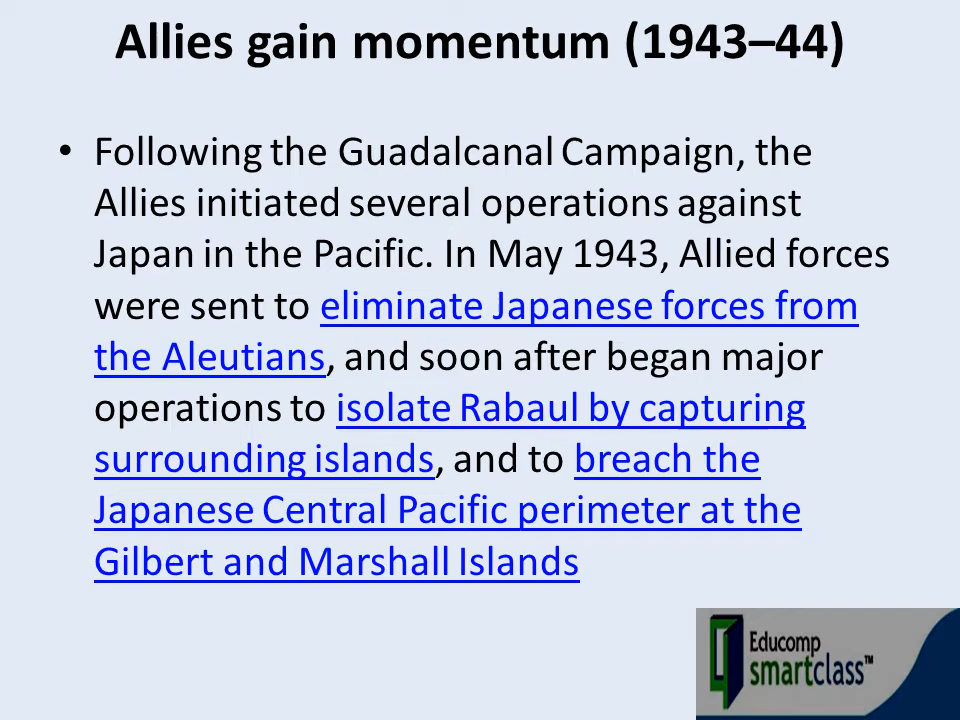 Allies gain momentum (1943–44)
• Following the Guadalcanal Campaign, the
Allies initiated several operations against
Japan in the Pacific. In May 1943, Allied forces
were sent to eliminate Japanese forces from
the Aleutians, and soon after began major
operations to isolate Rabaul by capturing
surrounding islands, and to breach the
Japanese Central Pacific perimeter at the
Gilbert and Marshall Islands
Educomp
smartclass™